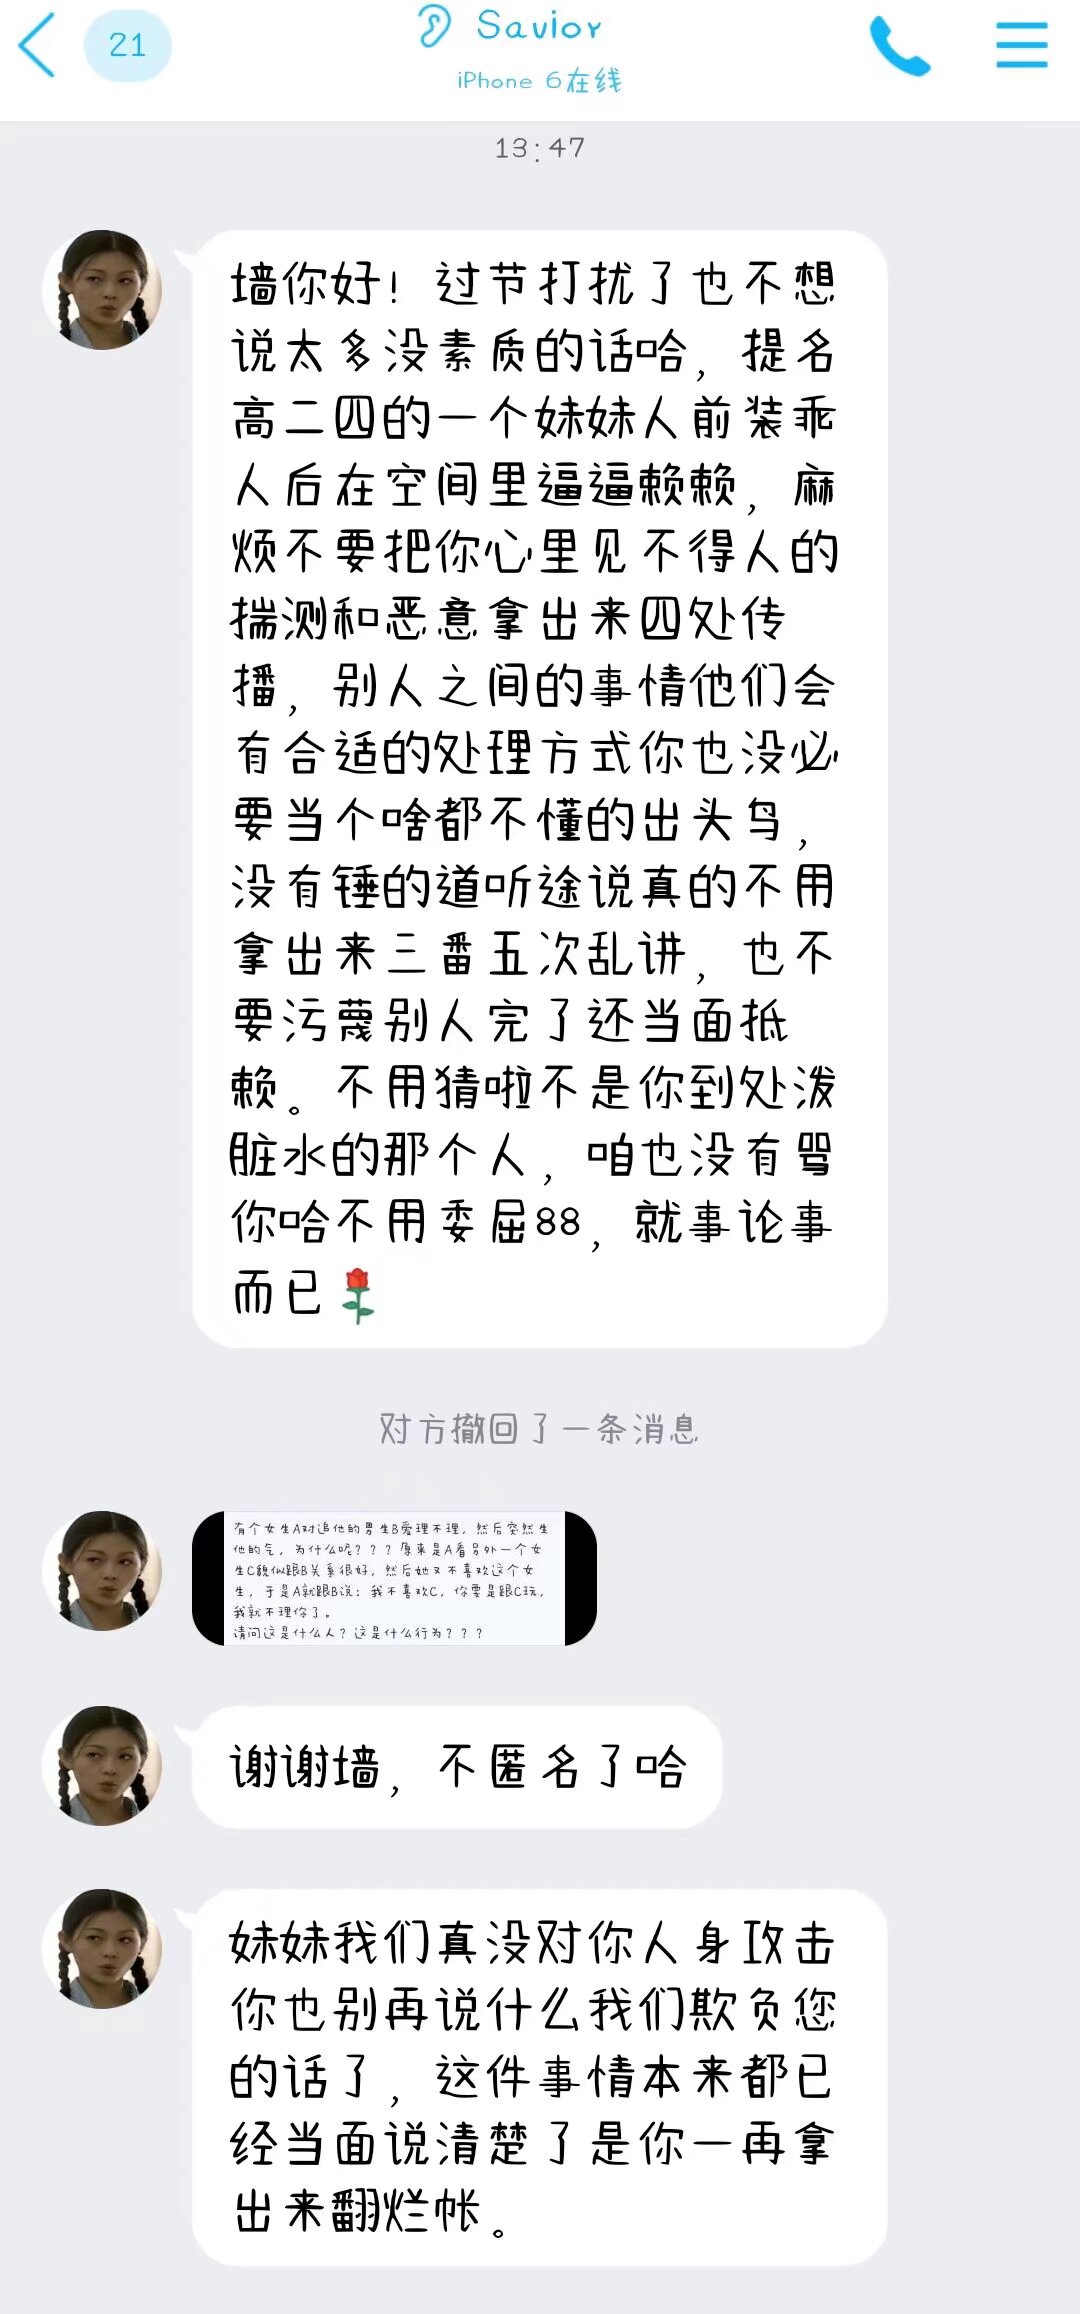 21
Savior
iPhone 6在线
13:47
墙你好！过节打扰了也不想
说太多没素质的话哈，提名
高二四的一个妹妹人前装乖
人后在空间里逼逼赖赖，麻
烦不要把你心里见不得人的
揣测和恶意拿出来四处传
播，别人之间的事情他们会
有合适的处理方式你也没必
要当个啥都不懂的出头鸟，
没有锤的道听途说真的不用
拿出来三番五次乱讲，也不
要污蔑别人完了还当面抵
赖。不用猜啦不是你到处泼
脏水的那个人，咱也没有骂
你哈不用委屈88，就事论事
而已🌹
对方撤回了一条消息
有个女生A对追他的男生B爱理不理，然后突然生
他的气，为什么呢？？？原来是A看另外一个女
生C貌似跟B关系很好，然后她又不喜欢这个女
生，于是A就跟B说：我不喜欢C，你要是跟C玩，
我就不理你了。
请问这是什么人？这是什么行为？？？
谢谢墙，不匿名了哈
妹妹我们真没对你人身攻击
你也别再说什么我们欺负您
的话了，这件事情本来都已
经当面说清楚了是你一再拿
出来翻烂帐。